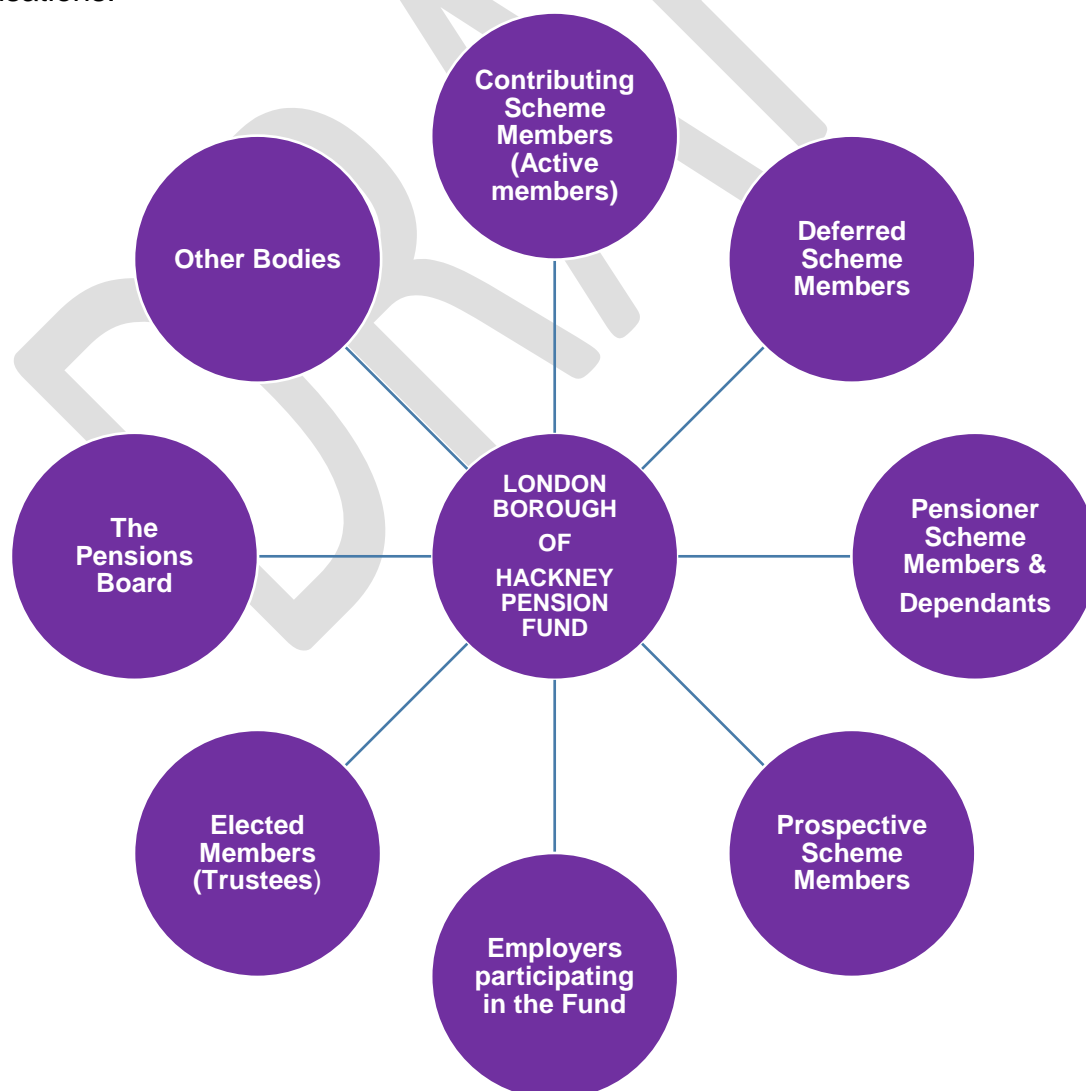 Contributing
Scheme
Members
(Active
members)
Deferred
Scheme
Members
Pensioner
Scheme
Members &
Dependants
Prospective
Scheme
Members
Employers
participating
in the Fund
Elected
Members
(Trustees)
The
Pensions
Board
Other Bodies
LONDON
BOROUGH
OF
HACKNEY
PENSION
FUND